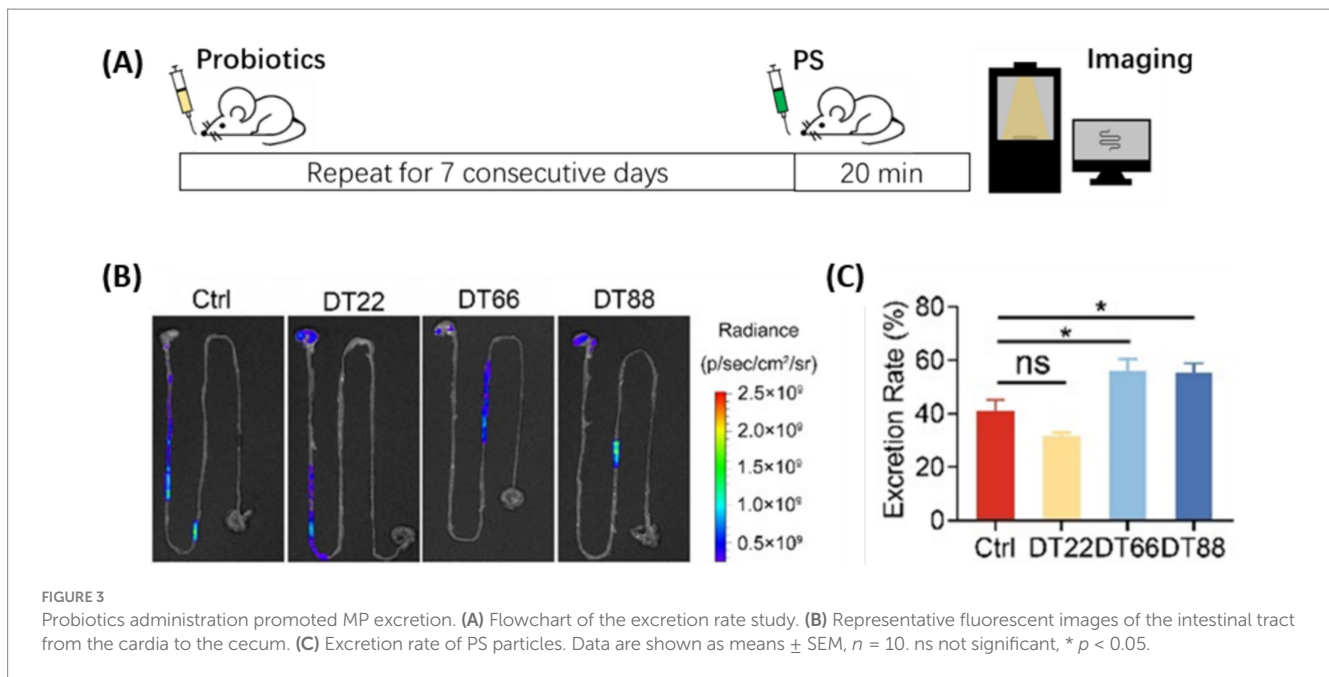 (A)
Probiotics
PS
Imaging
Repeat for 7 consecutive days
20 min
(B)
Ctrl
DT22
DT66
DT88
Radiance
(p/sec/cm²/sr)
2.5×10⁹
2.0×10⁹
1.5×10⁹
1.0×10⁹
0.5×10⁹
(C)
Excretion Rate (%)
80
60
40
20
0
ns
*
*
Ctrl DT22 DT66 DT88
FIGURE 3
Probiotics administration promoted MP excretion. (A) Flowchart of the excretion rate study. (B) Representative fluorescent images of the intestinal tract
from the cardia to the cecum. (C) Excretion rate of PS particles. Data are shown as means ± SEM, n = 10. ns not significant, * p < 0.05.